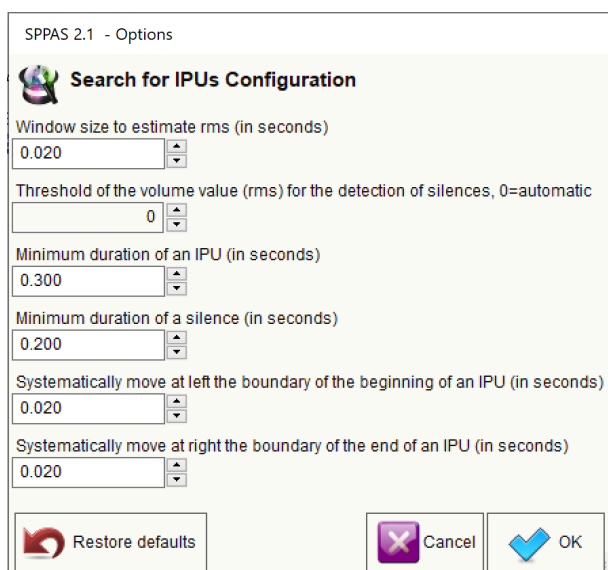 SPPAS 2.1 - Options
Search for IPUs Configuration
Window size to estimate rms (in seconds)
0.020
Threshold of the volume value (rms) for the detection of silences, 0=automatic
0
Minimum duration of an IPU (in seconds)
0.300
Minimum duration of a silence (in seconds)
0.200
Systematically move at left the boundary of the beginning of an IPU (in seconds)
0.020
Systematically move at right the boundary of the end of an IPU (in seconds)
0.020
Restore defaults Cancel OK